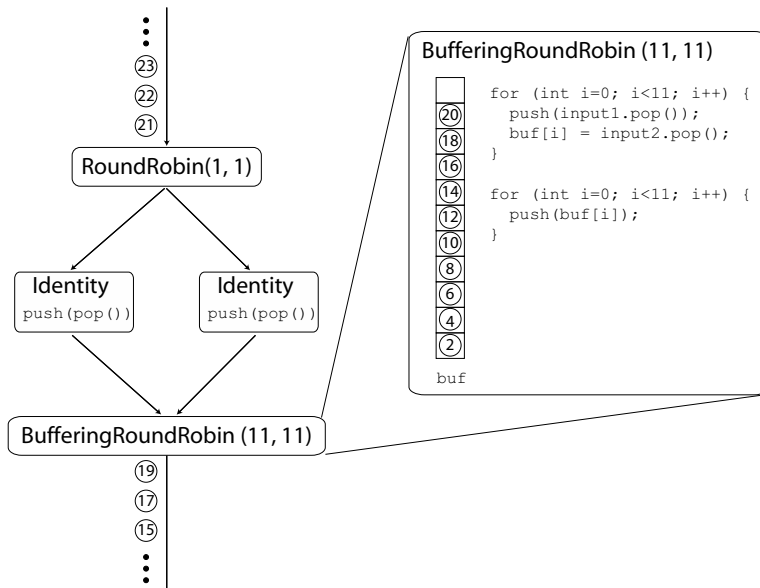 23
22
21
RoundRobin(1, 1)
Identity
push(pop())
Identity
push(pop())
BufferingRoundRobin (11, 11)
19
17
15
BufferingRoundRobin (11, 11)
20
18
16
14
12
10
8
6
4
2
buf
for (int i=0; i<11; i++) {
push(input1.pop());
buf[i] = input2.pop();
}
for (int i=0; i<11; i++) {
push(buf[i]);
}